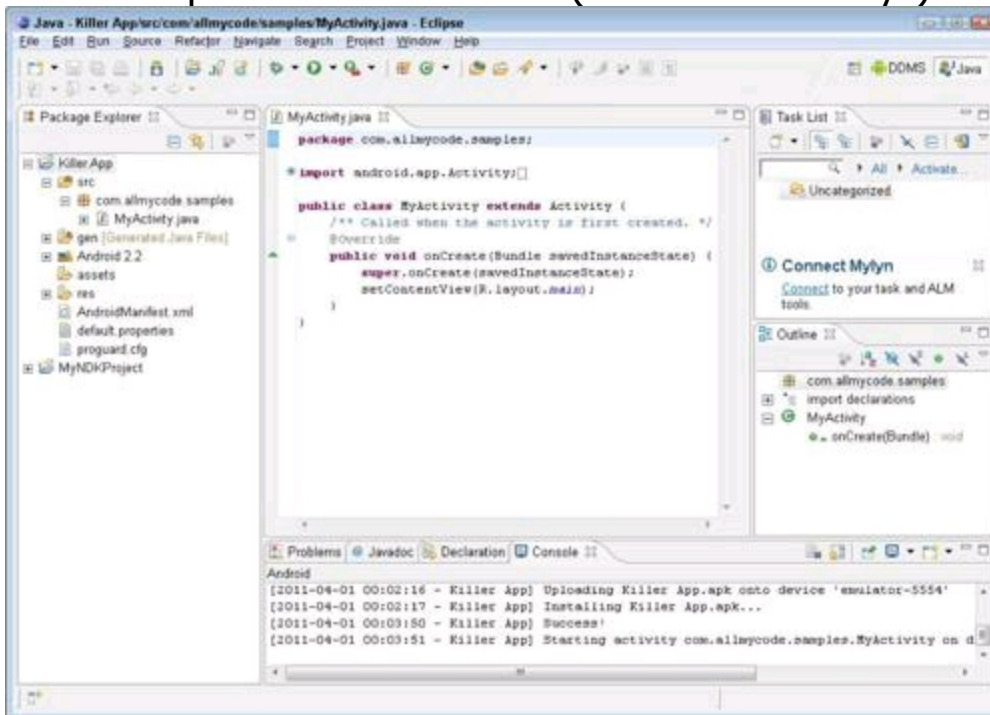 Java - Killer App/src/com/allmycode/samples/MyActivity.java - Eclipse
File Edit Run Source Refactor Navigate Search Project Window Help
DDMS Java
Package Explorer
Killer App
src
com.allmycode.samples
MyActivity.java
gen [Generated Java Files]
Android 2.2
assets
res
AndroidManifest.xml
default.properties
proguard.cfg
MyNDKProject
MyActivity.java
package com.allmycode.samples;
import android.app.Activity;
public class MyActivity extends Activity {
/** Called when the activity is first created. */
@Override
public void onCreate(Bundle savedInstanceState) {
super.onCreate(savedInstanceState);
setContentView(R.layout.main);
}
}
Task List
All Activate...
Uncategorized
Connect Mylyn
Connect to your task and ALM
tools.
Outline
com.allmycode.samples
import declarations
MyActivity
onCreate(Bundle) : void
Problems @ Javadoc Declaration Console
Android
[2011-04-01 00:02:16 - Killer App] Uploading Killer App.apk onto device 'emulator-5554'
[2011-04-01 00:02:17 - Killer App] Installing Killer App.apk...
[2011-04-01 00:03:50 - Killer App] Success!
[2011-04-01 00:03:51 - Killer App] Starting activity com.allmycode.samples.MyActivity on d